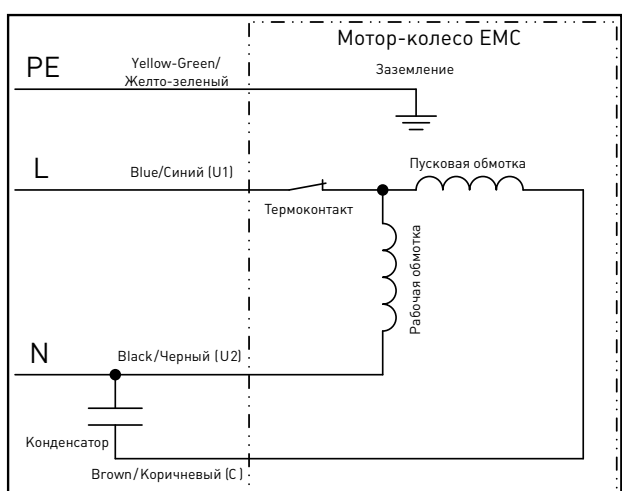 Мотор-колесо ЕМС
PE
Yellow-Green/
Желто-зеленый
Заземление
L
Blue/Синий (U1)
Пусковая обмотка
Термоконтакт
Рабочая обмотка
N
Black/Черный (U2)
Конденсатор
Brown/Коричневый (C)